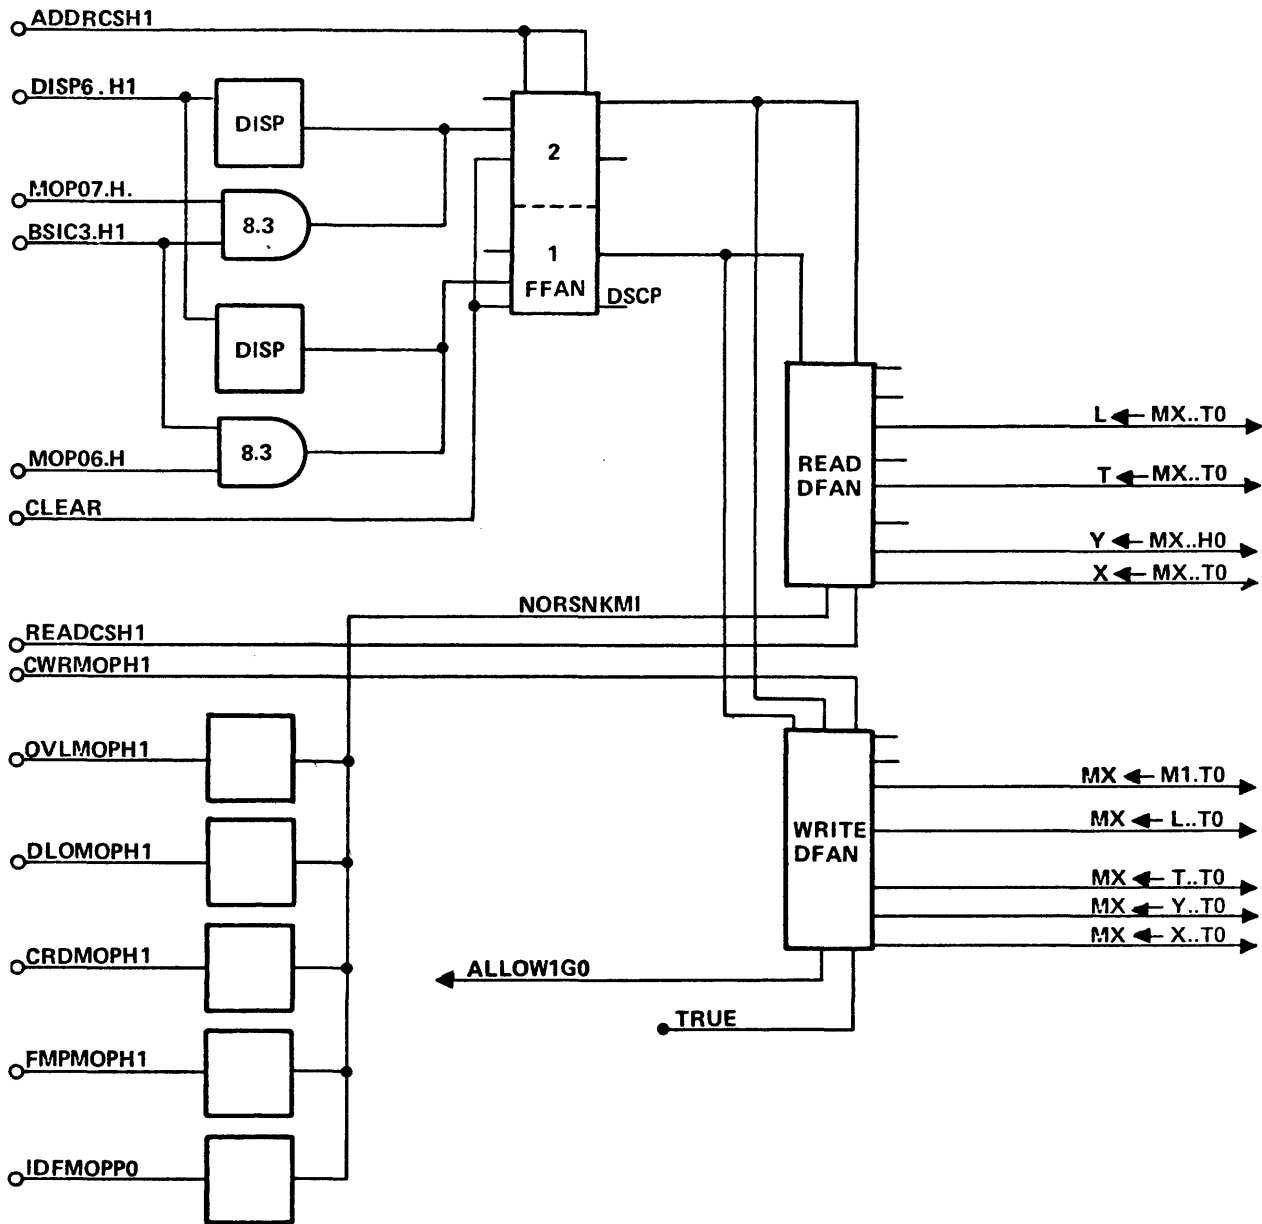 ADDRCSH1
DISP6.H1
DISP
2
MOP07.H.
8.3
BSIC3.H1
1
FFAN
DSCP
DISP
L ← MX..T0
8.3
READ
DFAN
MOP06.H
T ← MX..T0
CLEAR
Y ← MX..H0
X ← MX..T0
NORSNKMI
READCSH1
CWRMOPH1
OVLMOPH1
MX ← M1.T0
MX ← L..T0
WRITE
DFAN
DLOMOPH1
MX ← T..T0
MX ← Y..T0
MX ← X..T0
CRDMOPH1
ALLOW1G0
TRUE
FMPMOPH1
IDFMOPP0